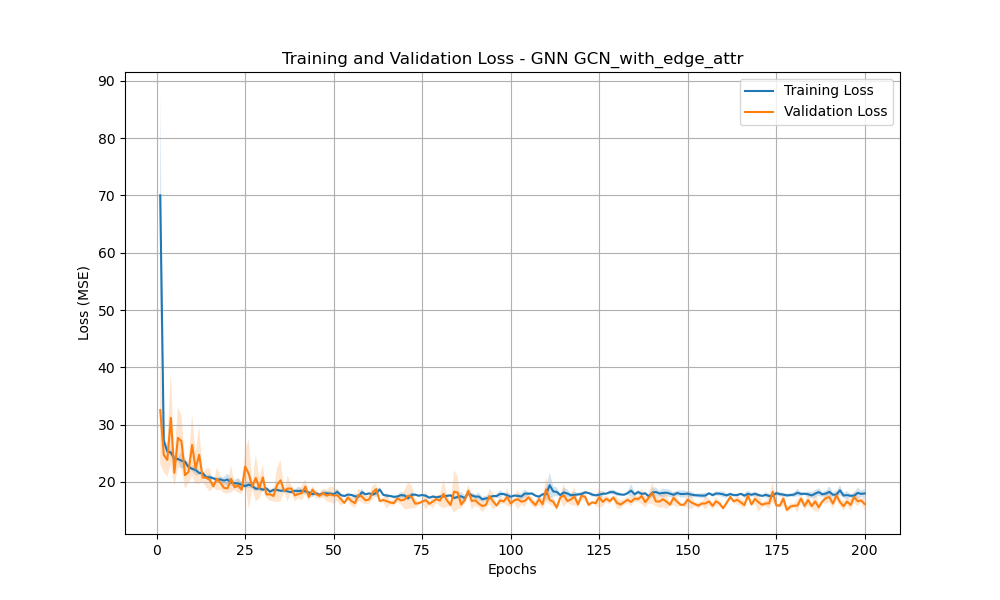 Training and Validation Loss - GNN GCN_with_edge_attr
Training Loss
Validation Loss
Loss (MSE)
90
80
70
60
50
40
30
20
0 25 50 75 100 125 150 175 200
Epochs